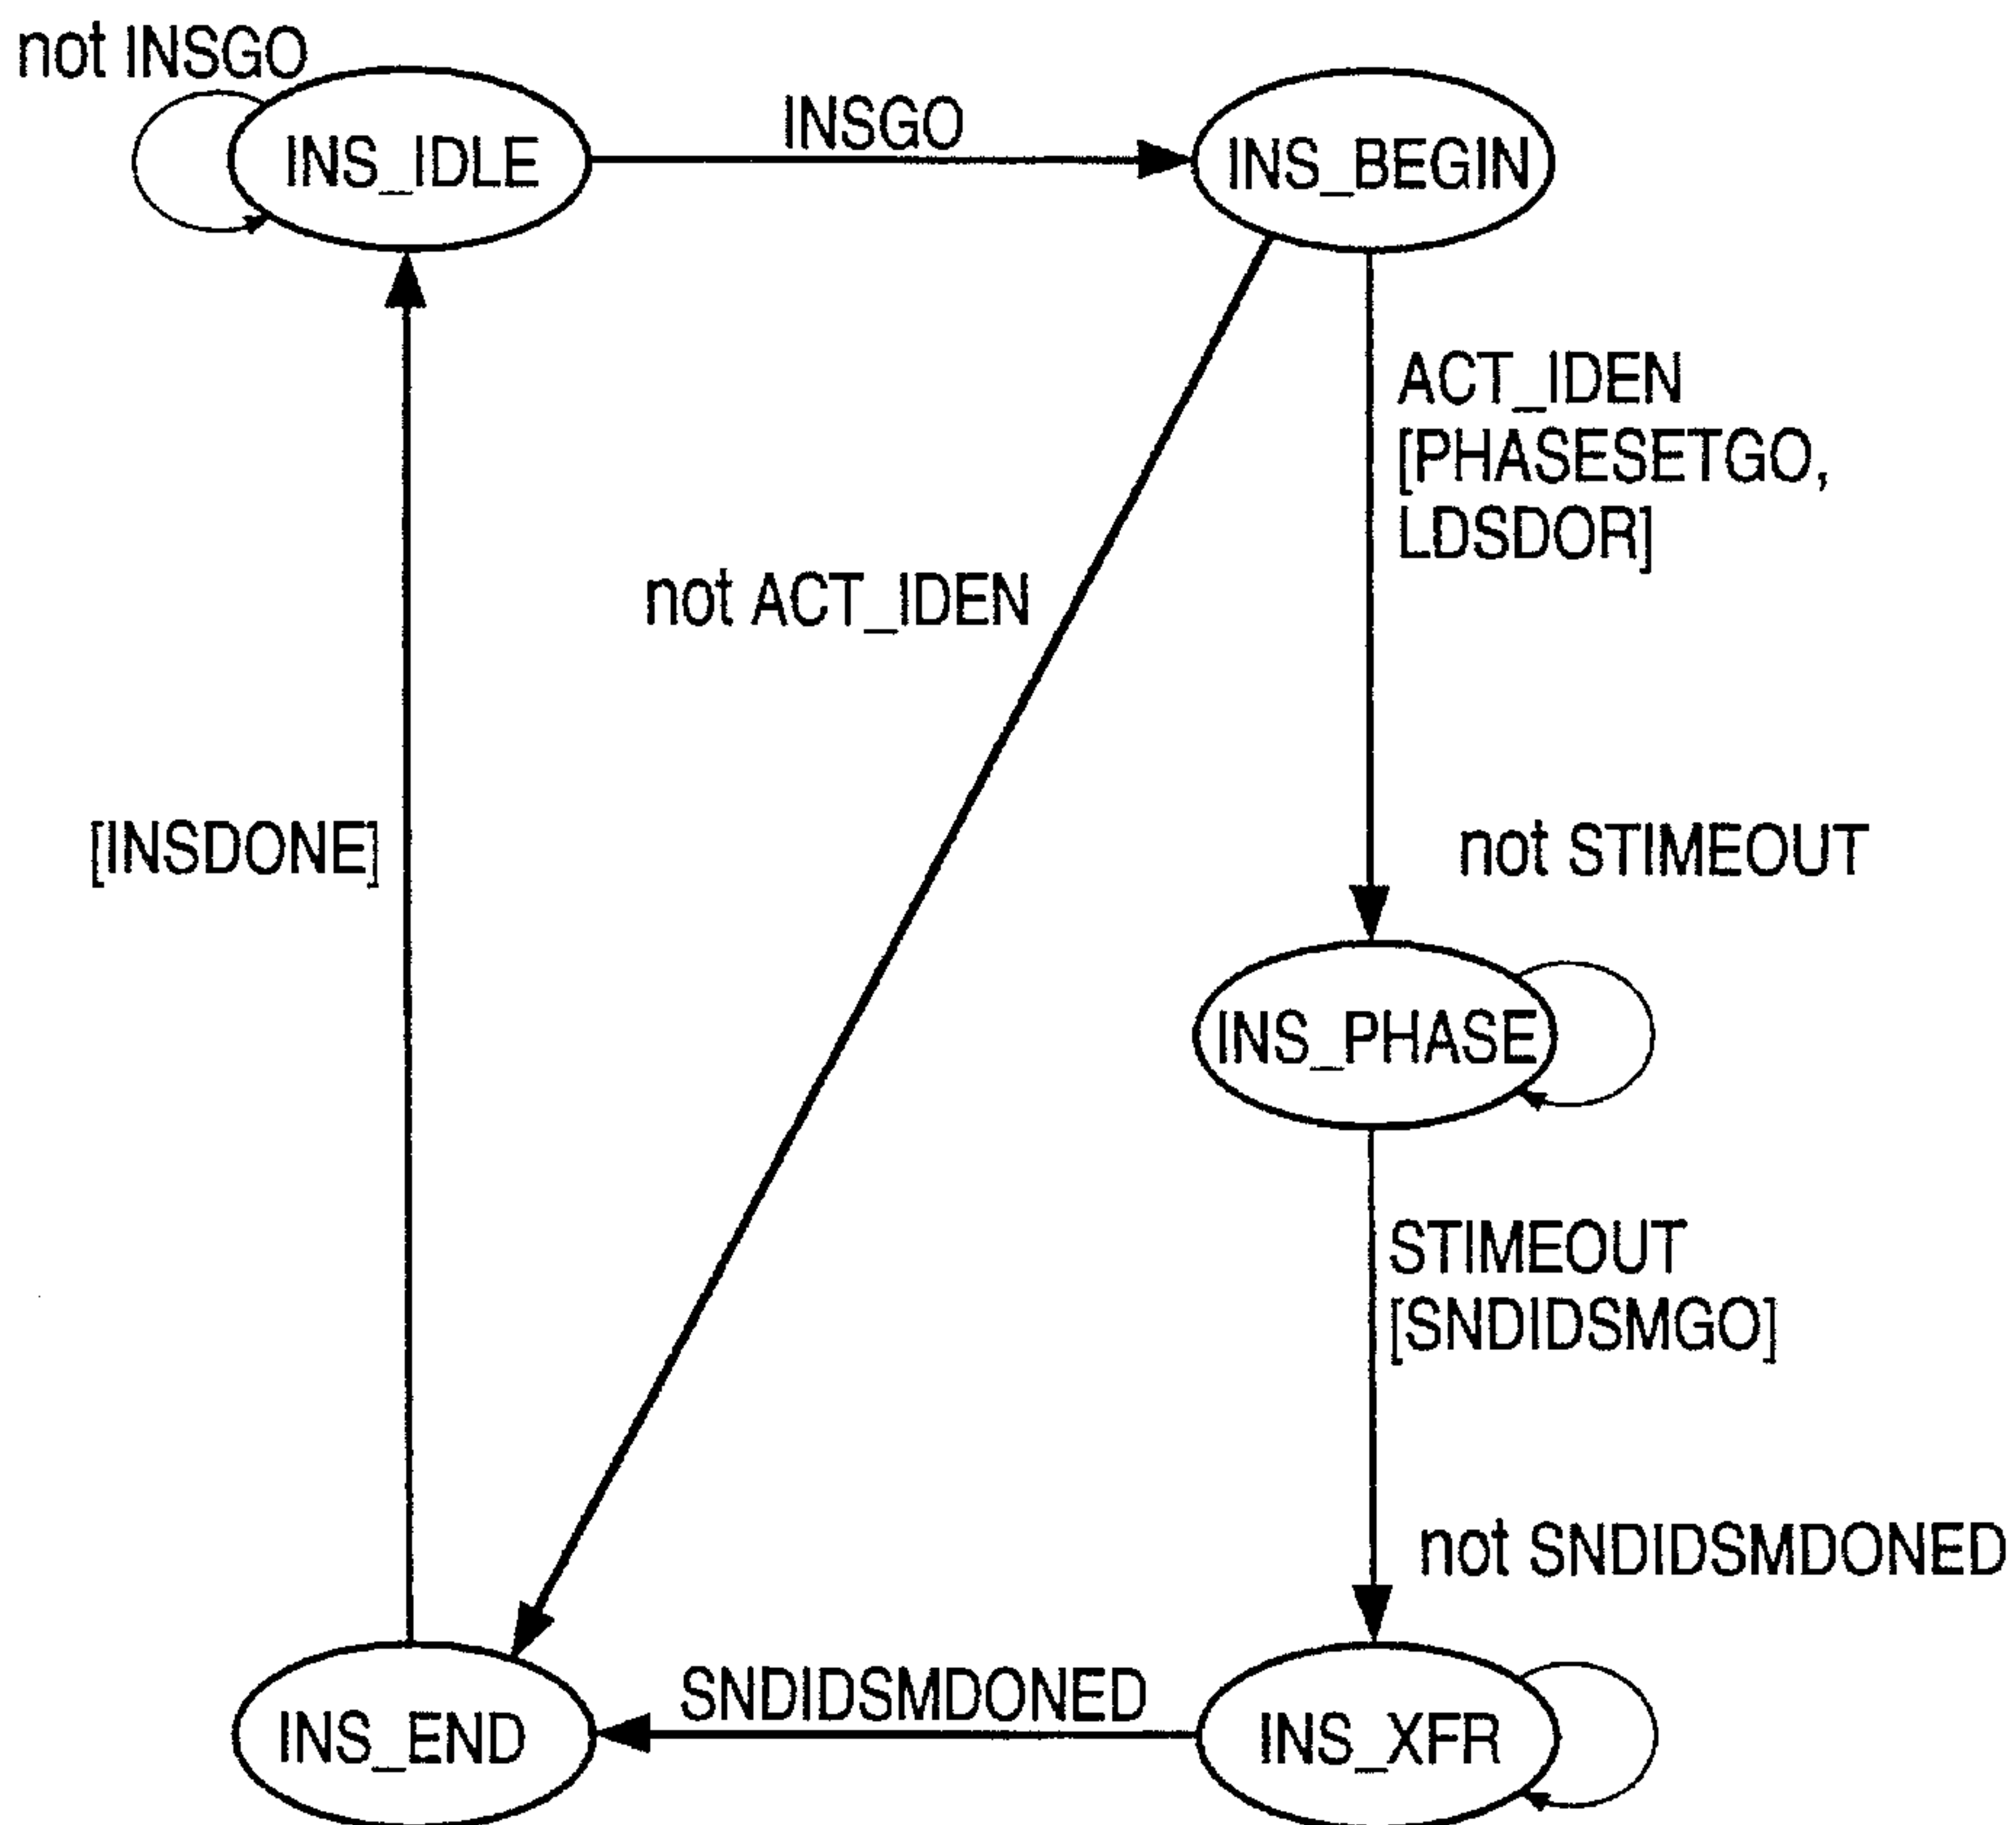 not INSGO
INS_IDLE
INSGO
INS_BEGIN
ACT_IDEN
[PHASESETGO,
LDSDOR]
not ACT_IDEN
[INSDONE]
not STIMEOUT
INS_PHASE
STIMEOUT
[SNDIDSMGO]
not SNDIDSMDONED
INS_END
SNDIDSMDONED
INS_XFR